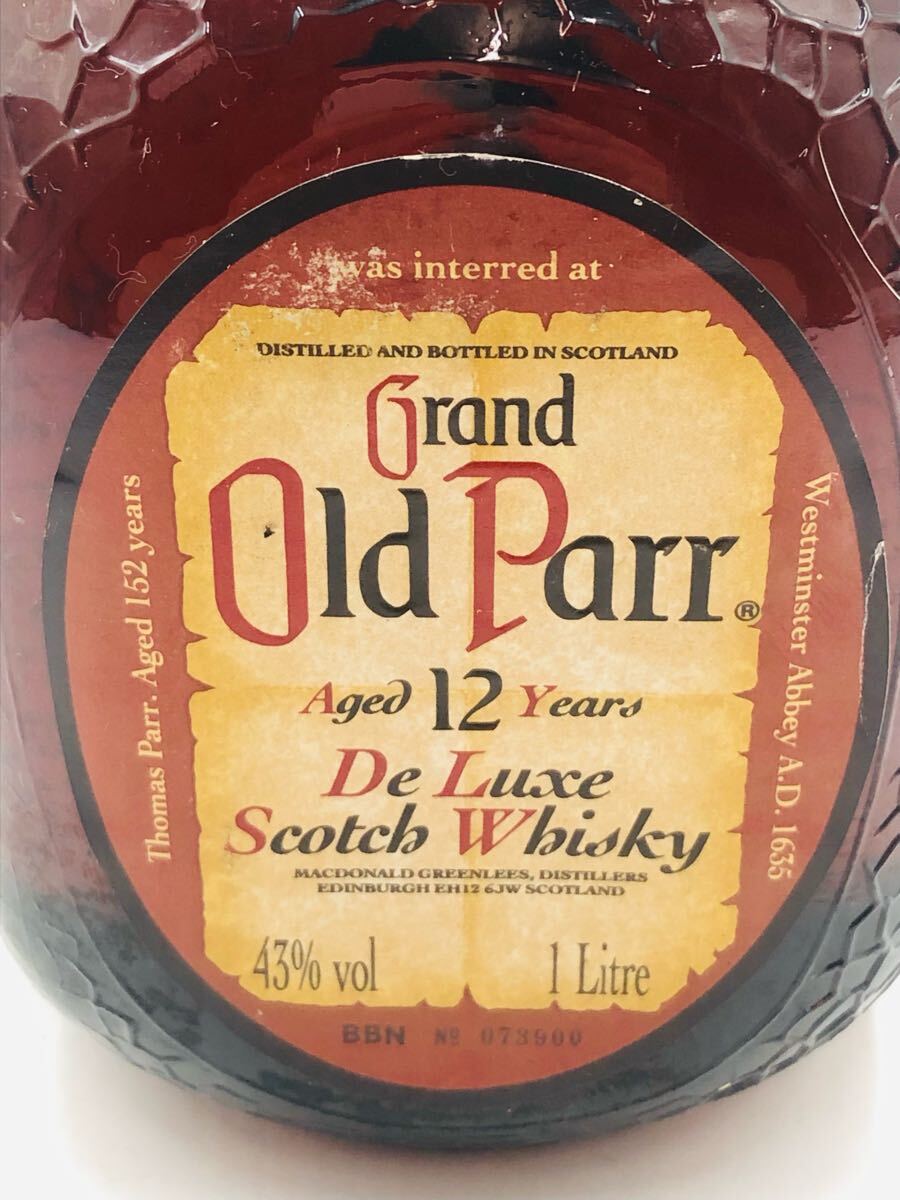 was interred at
DISTILLED AND BOTTLED IN SCOTLAND
Grand
Old Parr®
Aged 12 Years
De Luxe
Scotch Whisky
MACDONALD GREENLEES, DISTILLERS
EDINBURGH EH12 6JW SCOTLAND
43% vol 1 Litre
BBN Nº 073900
Thomas Parr. Aged 152 years
Westminster Abbey A.D. 1635